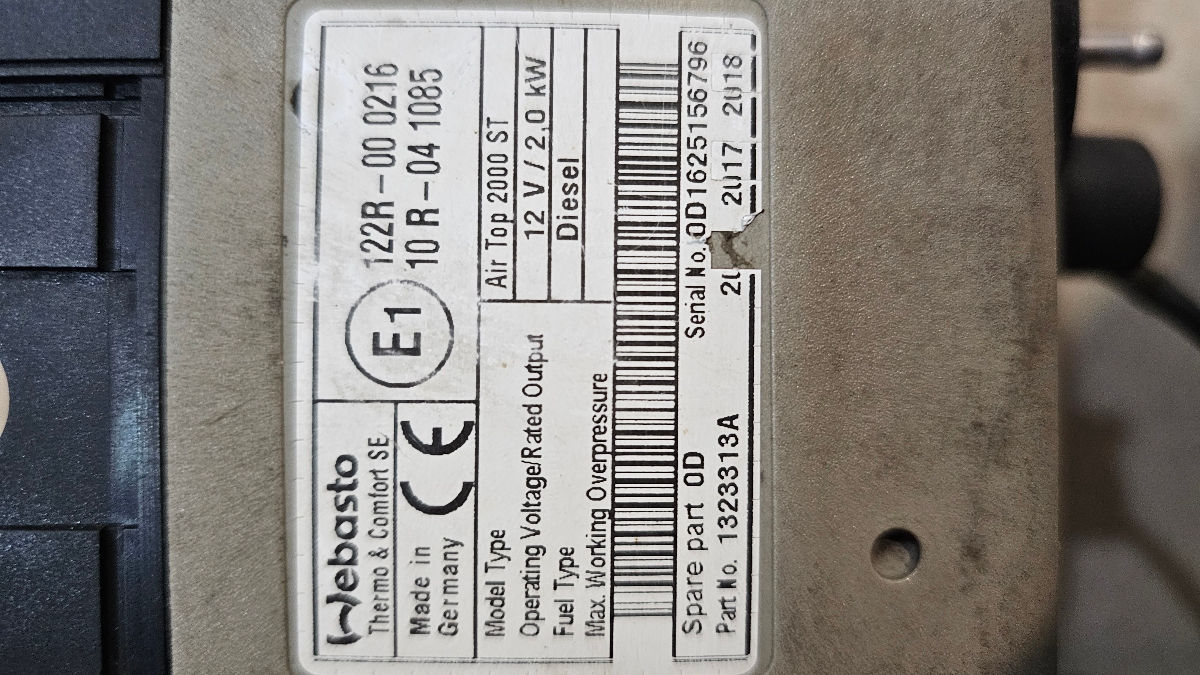 Webasto
Thermo & Comfort SE
Made in
Germany
CE
E1
122R-00 0216
10 R-04 1085
Model Type Air Top 2000 ST
Operating Voltage/Rated Output 12 V / 2,0 kW
Fuel Type Diesel
Max. Working Overpressure
Spare part OD Serial No. OD1625156796
Part No. 1323313A 2017 2018